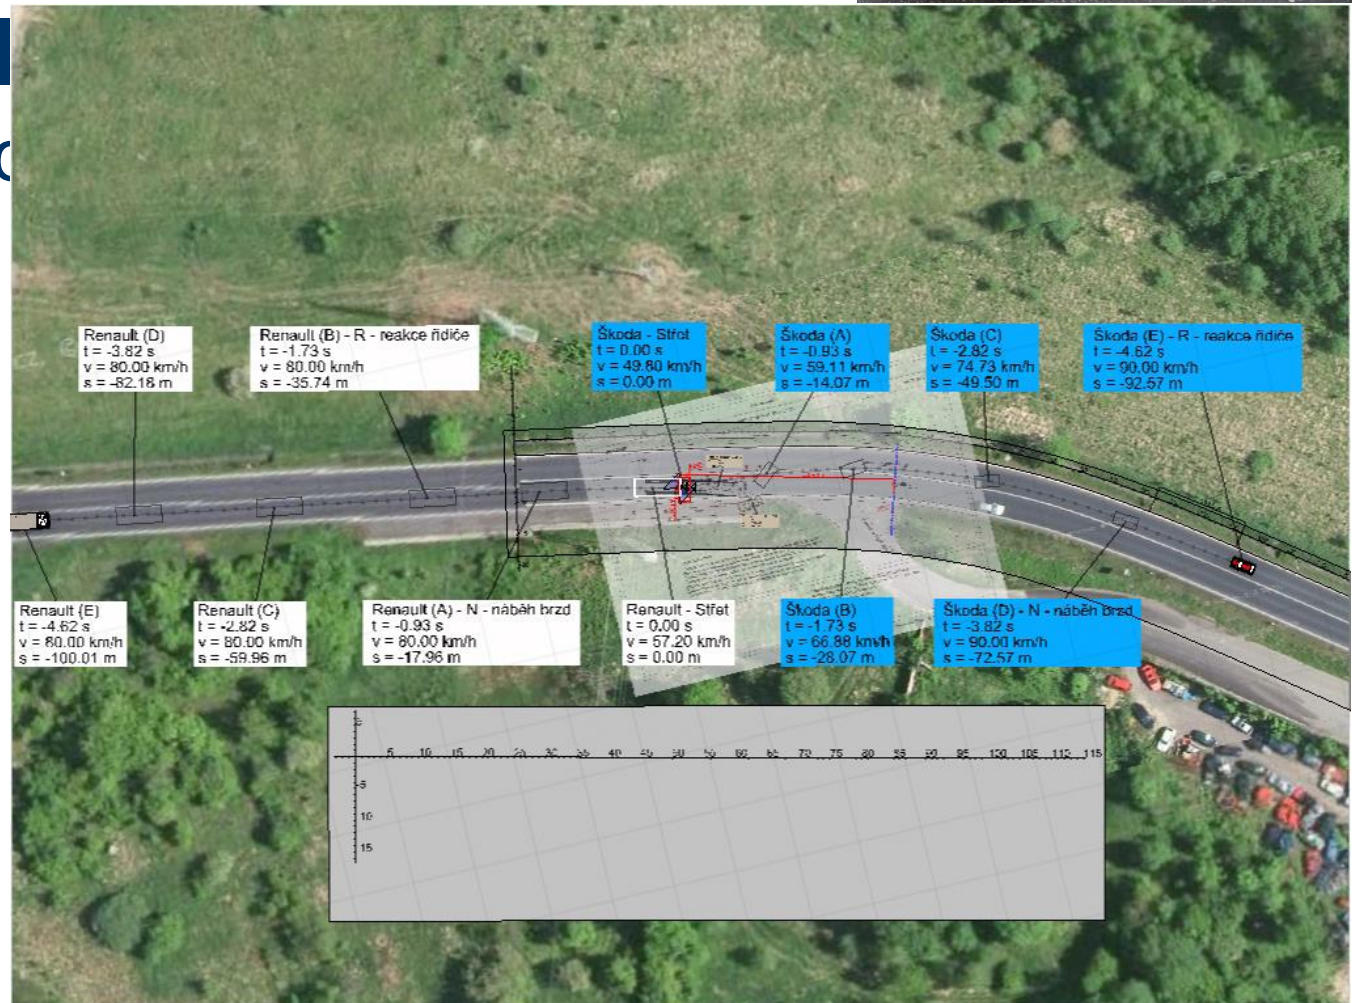 Renault (D)
t = -3.82 s
v = 80.00 km/h
s = -82.18 m
Renault (B) - R - reakce řidiče
t = -1.73 s
v = 80.00 km/h
s = -35.74 m
Škoda - Střet
t = 0.00 s
v = 49.80 km/h
s = 0.00 m
Škoda (A)
t = -0.93 s
v = 59.11 km/h
s = -14.07 m
Škoda (C)
t = -2.82 s
v = 74.73 km/h
s = -49.50 m
Škoda (E) - R - reakce řidiče
t = -4.62 s
v = 90.00 km/h
s = -92.57 m
Renault (E)
t = -4.62 s
v = 80.00 km/h
s = -100.01 m
Renault (C)
t = -2.82 s
v = 80.00 km/h
s = -59.96 m
Renault (A) - N - náběh brzd
t = -0.93 s
v = 80.00 km/h
s = -17.96 m
Renault - Střet
t = 0.00 s
v = 57.20 km/h
s = 0.00 m
Škoda (B)
t = -1.73 s
v = 66.88 km/h
s = -28.07 m
Škoda (D) - N - náběh brzd
t = -3.82 s
v = 90.00 km/h
s = -72.57 m
5 10 15 20 25 30 35 40 45 50 55 60 65 70 75 80 85 90 95 100 105 110 115
5
10
15